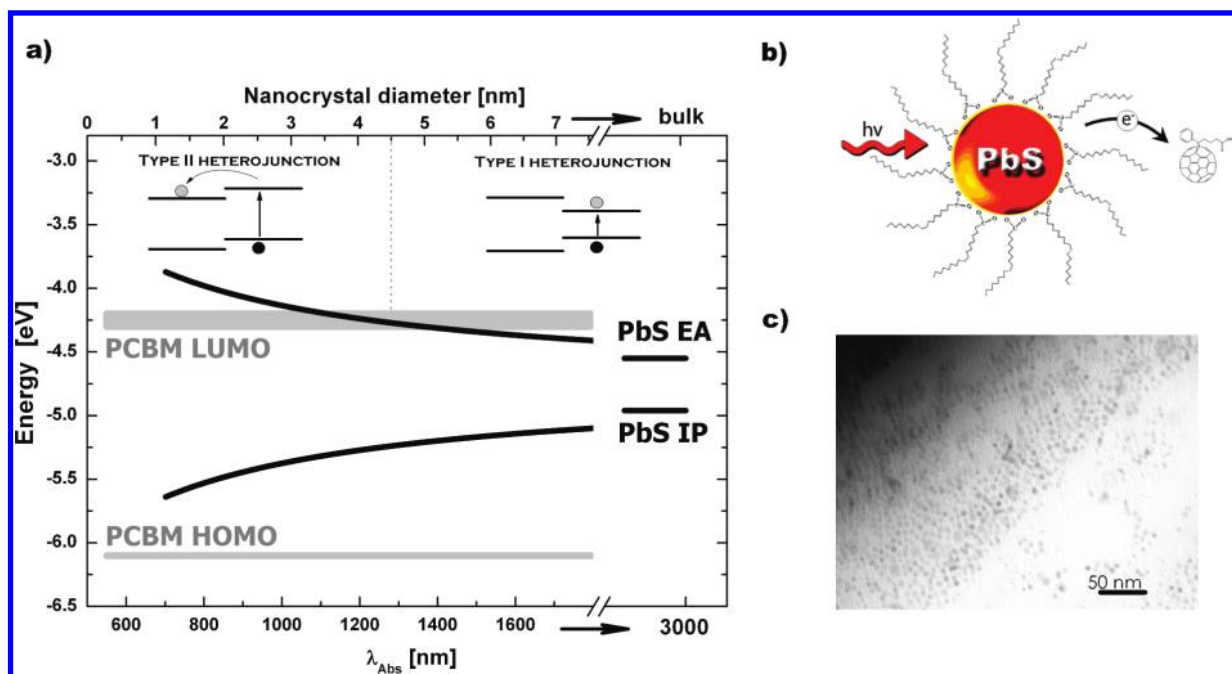 a)
Nanocrystal diameter [nm]
0 1 2 3 4 5 6 7 bulk
TYPE II HETEROJUNCTION
TYPE I HETEROJUNCTION
-3.0
-3.5
-4.0
-4.5
-5.0
-5.5
-6.0
-6.5
Energy [eV]
PCBM LUMO
PbS EA
PbS IP
PCBM HOMO
600 800 1000 1200 1400 1600 3000
λAbs [nm]
b)
hν
PbS
e-
c)
50 nm